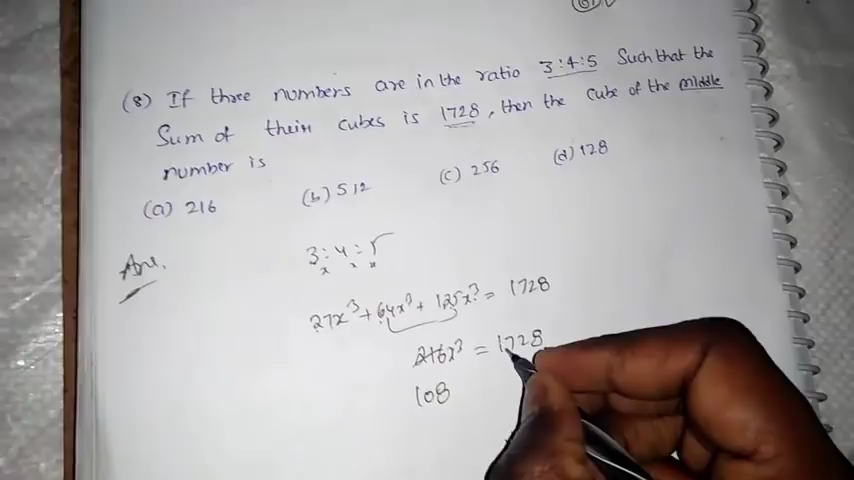 (8) If three numbers are in the ratio 3:4:5 Such that the
Sum of their cubes is 1728, then the cube of the middle
number is
(a) 216 (b) 512 (c) 256 (d) 128
Ans.
3:4:5
x x x
27x³ + 64x³ + 125x³ = 1728
216x³ = 1728
108